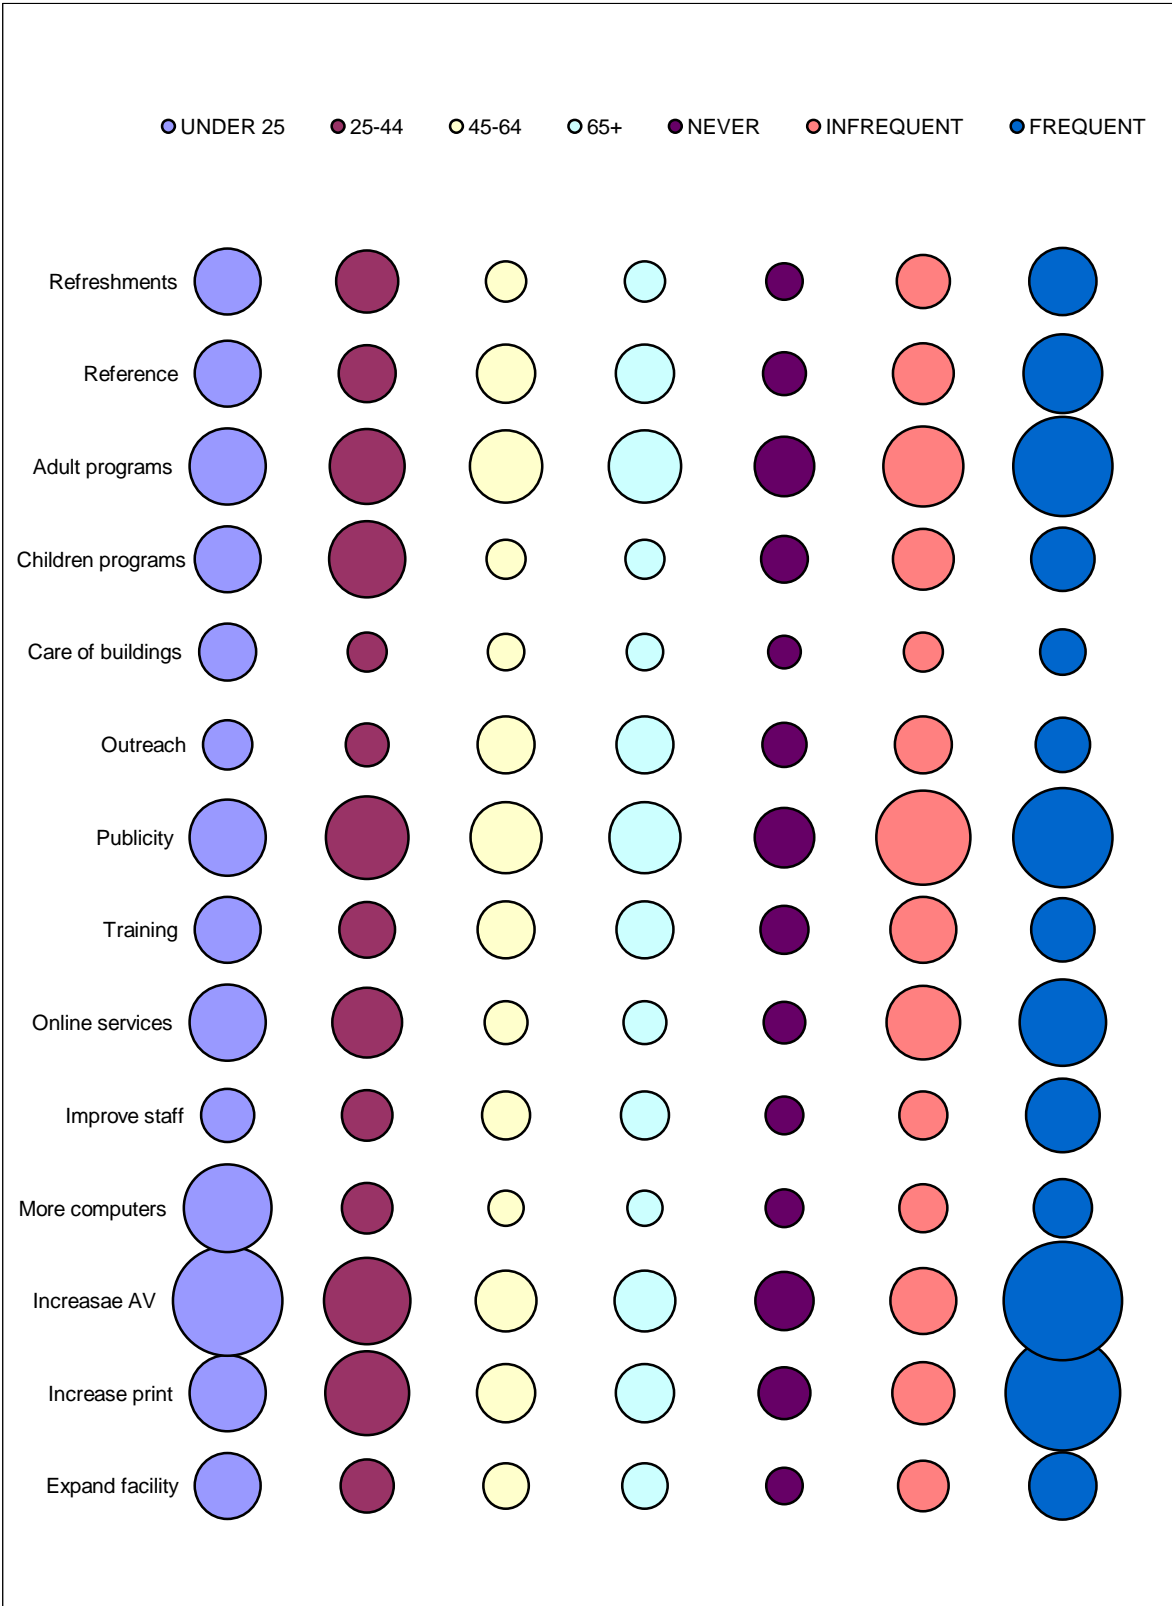 UNDER 25 25-44 45-64 65+ NEVER INFREQUENT FREQUENT
Refreshments
Reference
Adult programs
Children programs
Care of buildings
Outreach
Publicity
Training
Online services
Improve staff
More computers
Increasae AV
Increase print
Expand facility